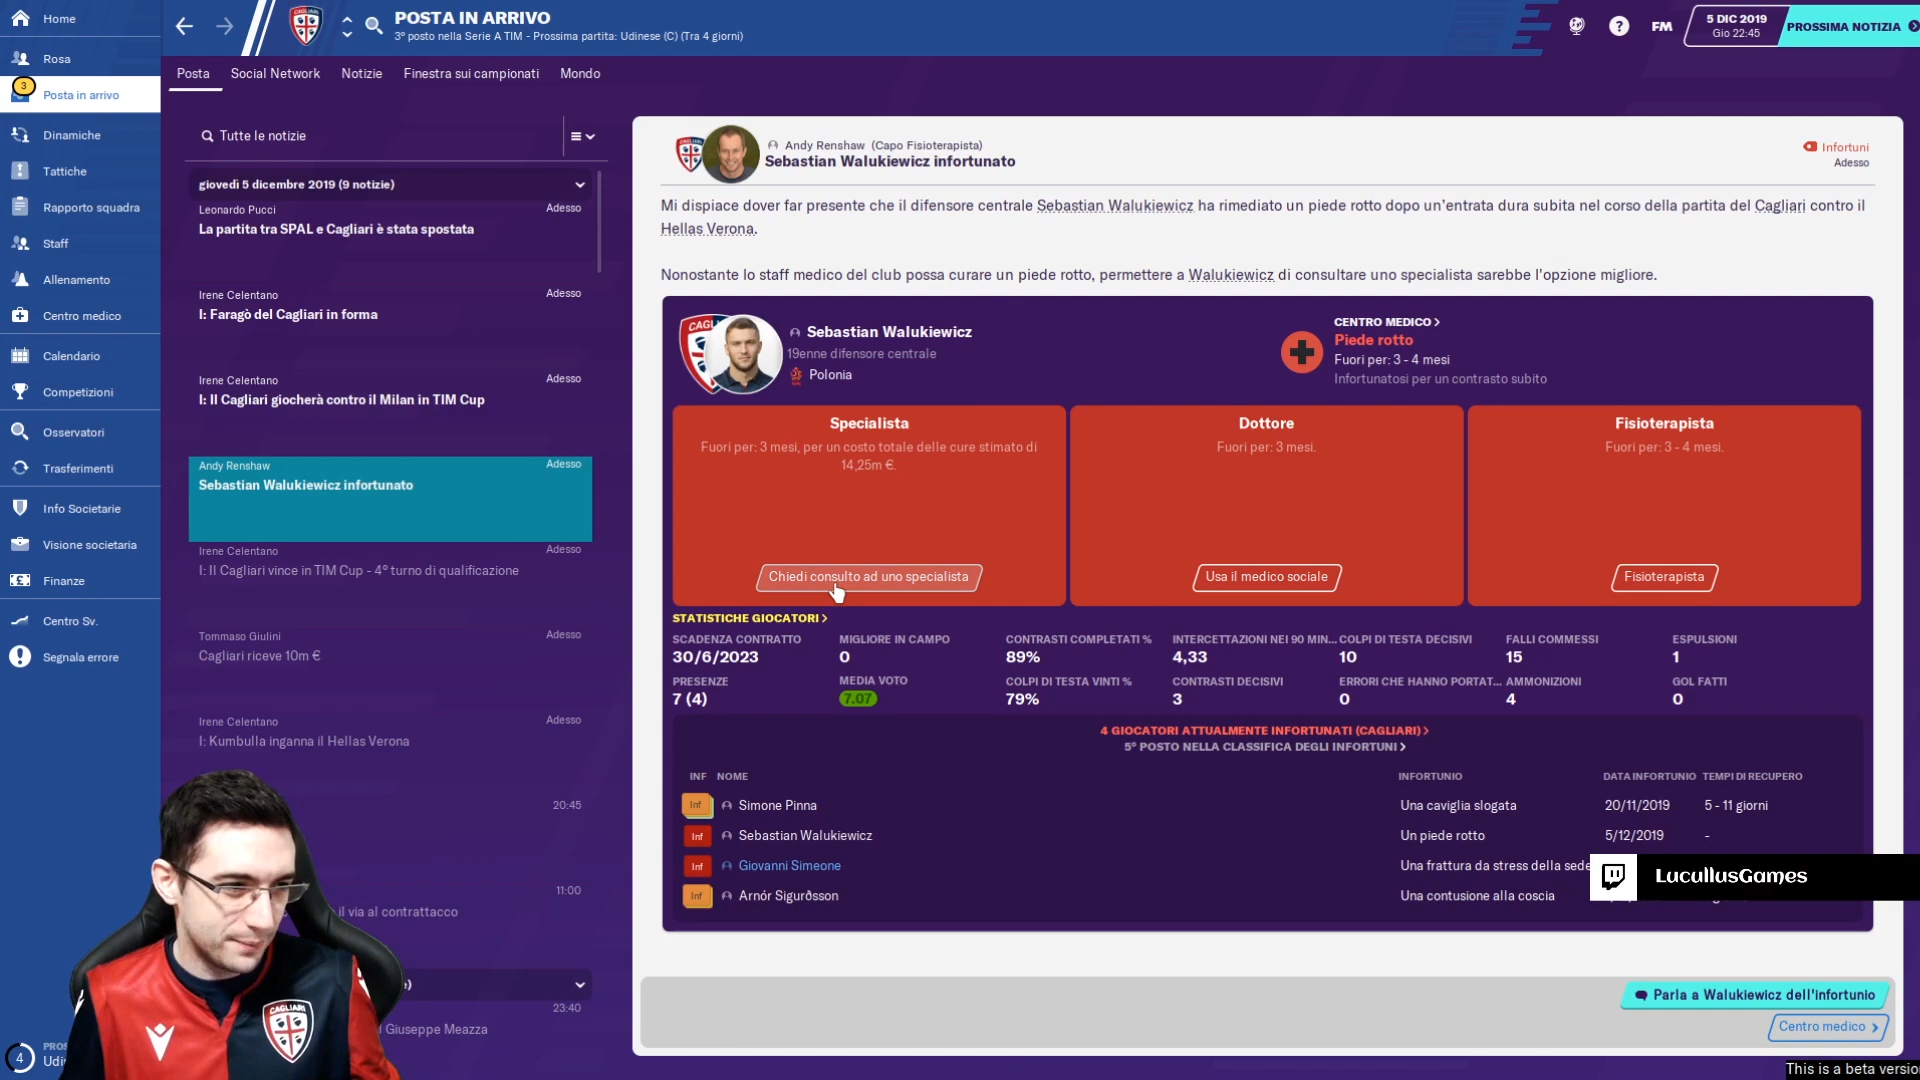 Home
Rosa
3
Posta in arrivo
Dinamiche
Tattiche
Rapporto squadra
Staff
Allenamento
Centro medico
Calendario
Competizioni
Osservatori
Trasferimenti
Info Societarie
Visione societaria
Finanze
Centro Sv.
Segnala errore
4
CAGLIARI
POSTA IN ARRIVO
3° posto nella Serie A TIM - Prossima partita: Udinese (C) (Tra 4 giorni)
FM
5 DIC 2019
Gio 22:45
PROSSIMA NOTIZIA
Posta
Social Network
Notizie
Finestra sui campionati
Mondo
Tutte le notizie
giovedì 5 dicembre 2019 (9 notizie)
Leonardo Pucci
Adesso
La partita tra SPAL e Cagliari è stata spostata
Irene Celentano
Adesso
I: Faragò del Cagliari in forma
Irene Celentano
Adesso
I: Il Cagliari giocherà contro il Milan in TIM Cup
Andy Renshaw
Adesso
Sebastian Walukiewicz infortunato
Irene Celentano
Adesso
I: Il Cagliari vince in TIM Cup - 4° turno di qualificazione
Tommaso Giulini
Adesso
Cagliari riceve 10m €
Irene Celentano
Adesso
I: Kumbulla inganna il Hellas Verona
20:45
11:00
il via al contrattacco
23:40
Giuseppe Meazza
CAGLIARI
Andy Renshaw (Capo Fisioterapista)
Sebastian Walukiewicz infortunato
Infortuni
Adesso
Mi dispiace dover far presente che il difensore centrale Sebastian Walukiewicz ha rimediato un piede rotto dopo un'entrata dura subita nel corso della partita del Cagliari contro il
Hellas Verona.
Nonostante lo staff medico del club possa curare un piede rotto, permettere a Walukiewicz di consultare uno specialista sarebbe l'opzione migliore.
Sebastian Walukiewicz
19enne difensore centrale
Polonia
CENTRO MEDICO >
Piede rotto
Fuori per: 3 - 4 mesi
Infortunatosi per un contrasto subito
Specialista
Fuori per: 3 mesi, per un costo totale delle cure stimato di
14,25m €.
Chiedi consulto ad uno specialista
Dottore
Fuori per: 3 mesi.
Usa il medico sociale
Fisioterapista
Fuori per: 3 - 4 mesi.
Fisioterapista
STATISTICHE GIOCATORI >
SCADENZA CONTRATTO MIGLIORE IN CAMPO CONTRASTI COMPLETATI % INTERCETTAZIONI NEI 90 MIN... COLPI DI TESTA DECISIVI FALLI COMMESSI ESPULSIONI
30/6/2023 0 89% 4,33 10 15 1
PRESENZE MEDIA VOTO COLPI DI TESTA VINTI % CONTRASTI DECISIVI ERRORI CHE HANNO PORTAT... AMMONIZIONI GOL FATTI
7 (4) 7.07 79% 3 0 4 0
4 GIOCATORI ATTUALMENTE INFORTUNATI (CAGLIARI) >
5° POSTO NELLA CLASSIFICA DEGLI INFORTUNI >
INF NOME INFORTUNIO DATA INFORTUNIO TEMPI DI RECUPERO
Inf Simone Pinna Una caviglia slogata 20/11/2019 5 - 11 giorni
Inf Sebastian Walukiewicz Un piede rotto 5/12/2019 -
Inf Giovanni Simeone Una frattura da stress della sede
Inf Arnór Sigurðsson Una contusione alla coscia
LucullusGames
Parla a Walukiewicz dell'infortunio
Centro medico >
CAGLIARI
This is a beta versio